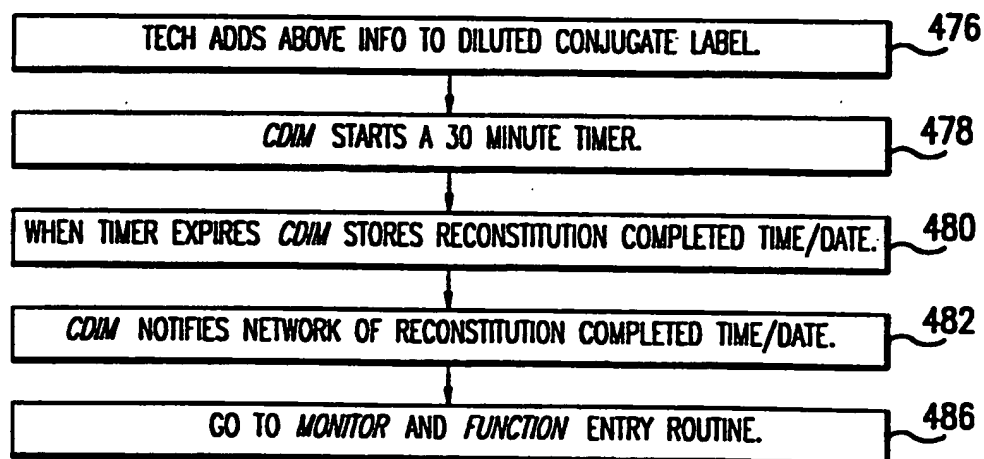 TECH ADDS ABOVE INFO TO DILUTED CONJUGATE LABEL. 476
CDIM STARTS A 30 MINUTE TIMER. 478
WHEN TIMER EXPIRES CDIM STORES RECONSTITUTION COMPLETED TIME/DATE. 480
CDIM NOTIFIES NETWORK OF RECONSTITUTION COMPLETED TIME/DATE. 482
GO TO MONITOR AND FUNCTION ENTRY ROUTINE. 486